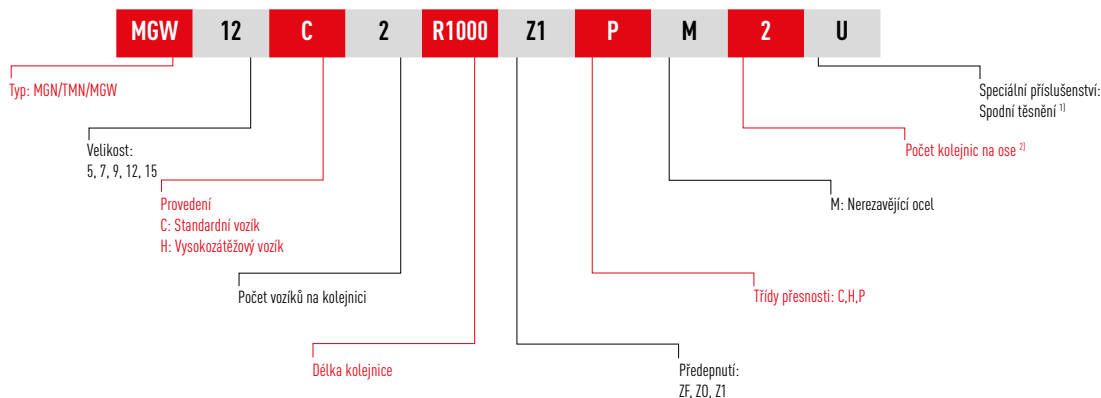 MGW 12 C 2 R1000 Z1 P M 2 U
Typ: MGN/TMN/MGW
Speciální příslušenství:
Spodní těsnění 1)
Velikost:
5, 7, 9, 12, 15
Počet kolejnic na ose 2)
Provedení
C: Standardní vozík
H: Vysokozátěžový vozík
M: Nerezavějící ocel
Počet vozíků na kolejnici
Třídy přesnosti: C,H,P
Délka kolejnice
Předepnutí:
ZF, Z0, Z1